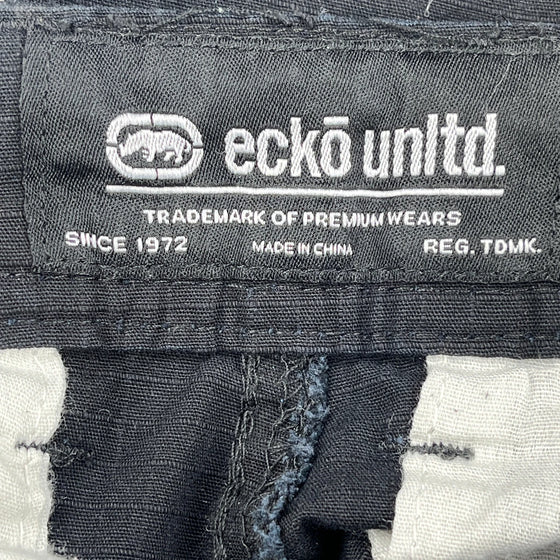 eckō unltd.
TRADEMARK OF PREMIUM WEARS
SINCE 1972 MADE IN CHINA REG. TDMK.